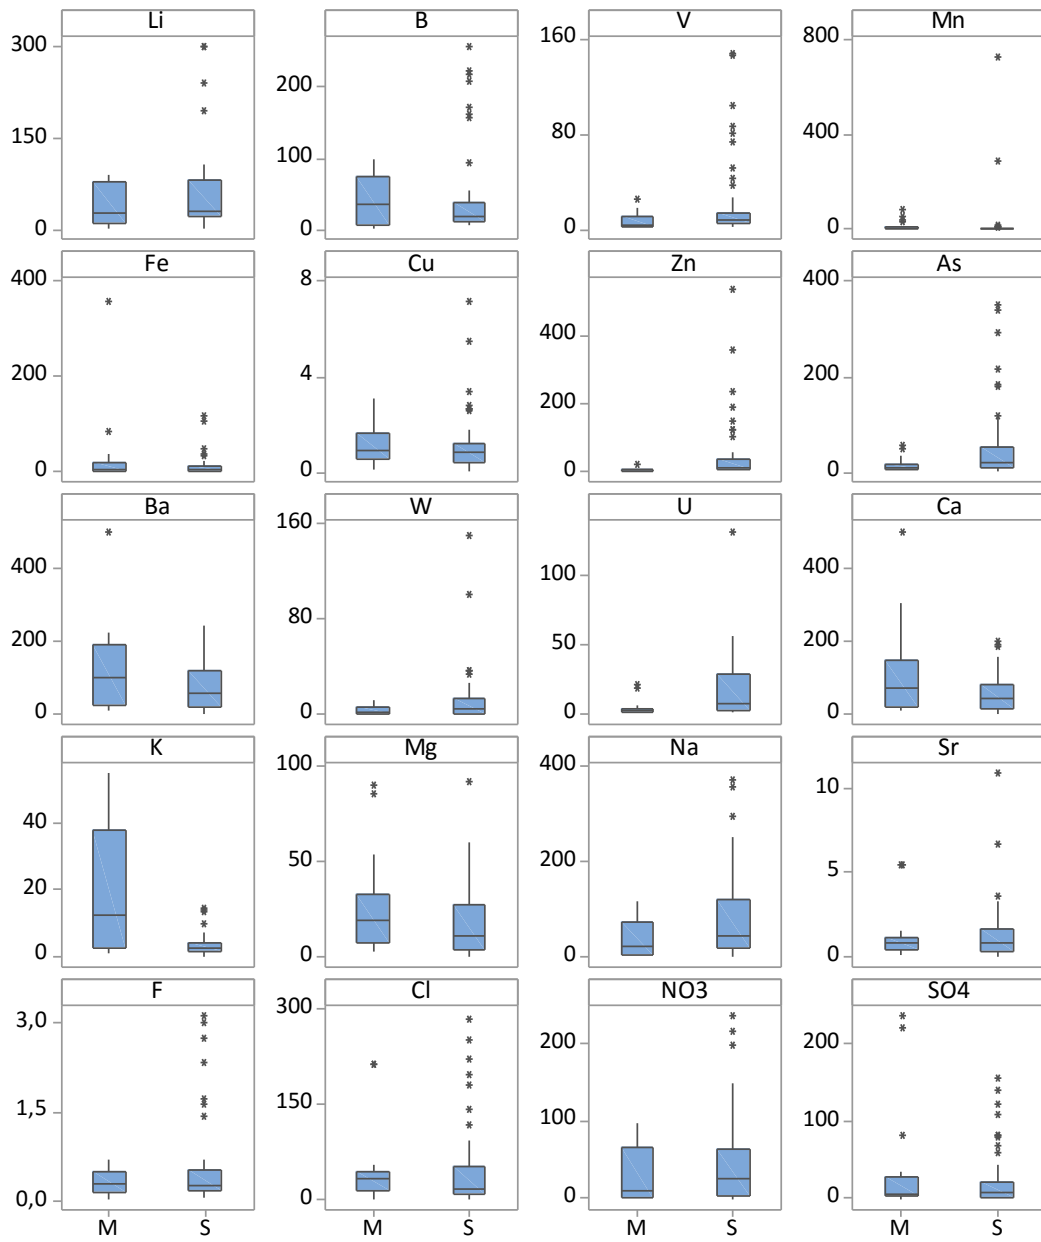 Li B V Mn
300 200 160 800
150 100 80 400
0 0 0 0
Fe Cu Zn As
400 8 400 400
200 4 200 200
0 0 0 0
Ba W U Ca
400 160 100 400
200 80 50 200
0 0 0 0
K Mg Na Sr
40 100 400 10
20 50 200 5
0 0 0 0
F Cl NO3 SO4
3,0 300 200 200
1,5 150 100 100
0,0 0 0 0
M S M S M S M S